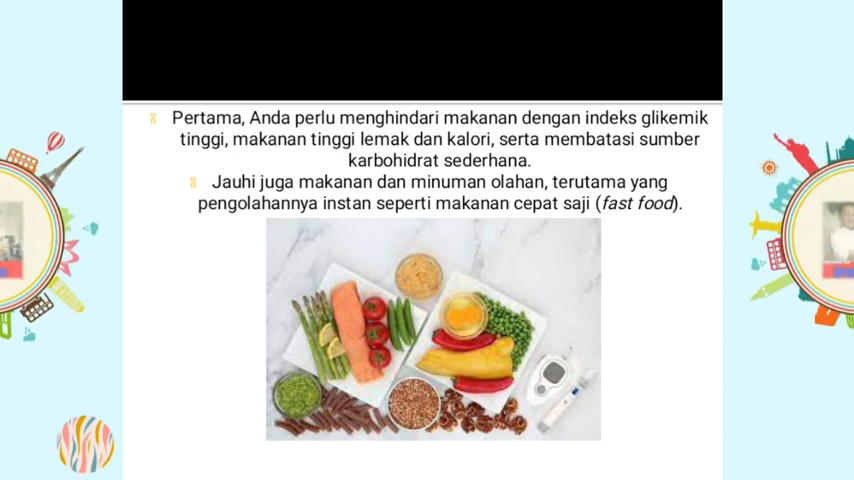 Pertama, Anda perlu menghindari makanan dengan indeks glikemik
tinggi, makanan tinggi lemak dan kalori, serta membatasi sumber
karbohidrat sederhana.
Jauhi juga makanan dan minuman olahan, terutama yang
pengolahannya instan seperti makanan cepat saji (fast food).